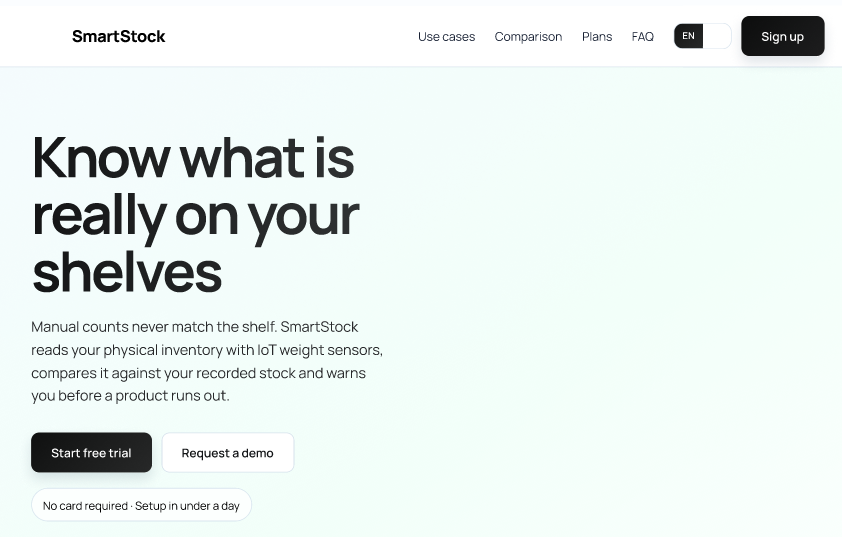 SmartStock
Use cases
Comparison
Plans
FAQ
EN
Sign up
Know what is
really on your
shelves
Manual counts never match the shelf. SmartStock
reads your physical inventory with IoT weight sensors,
compares it against your recorded stock and warns
you before a product runs out.
Start free trial
Request a demo
No card required · Setup in under a day